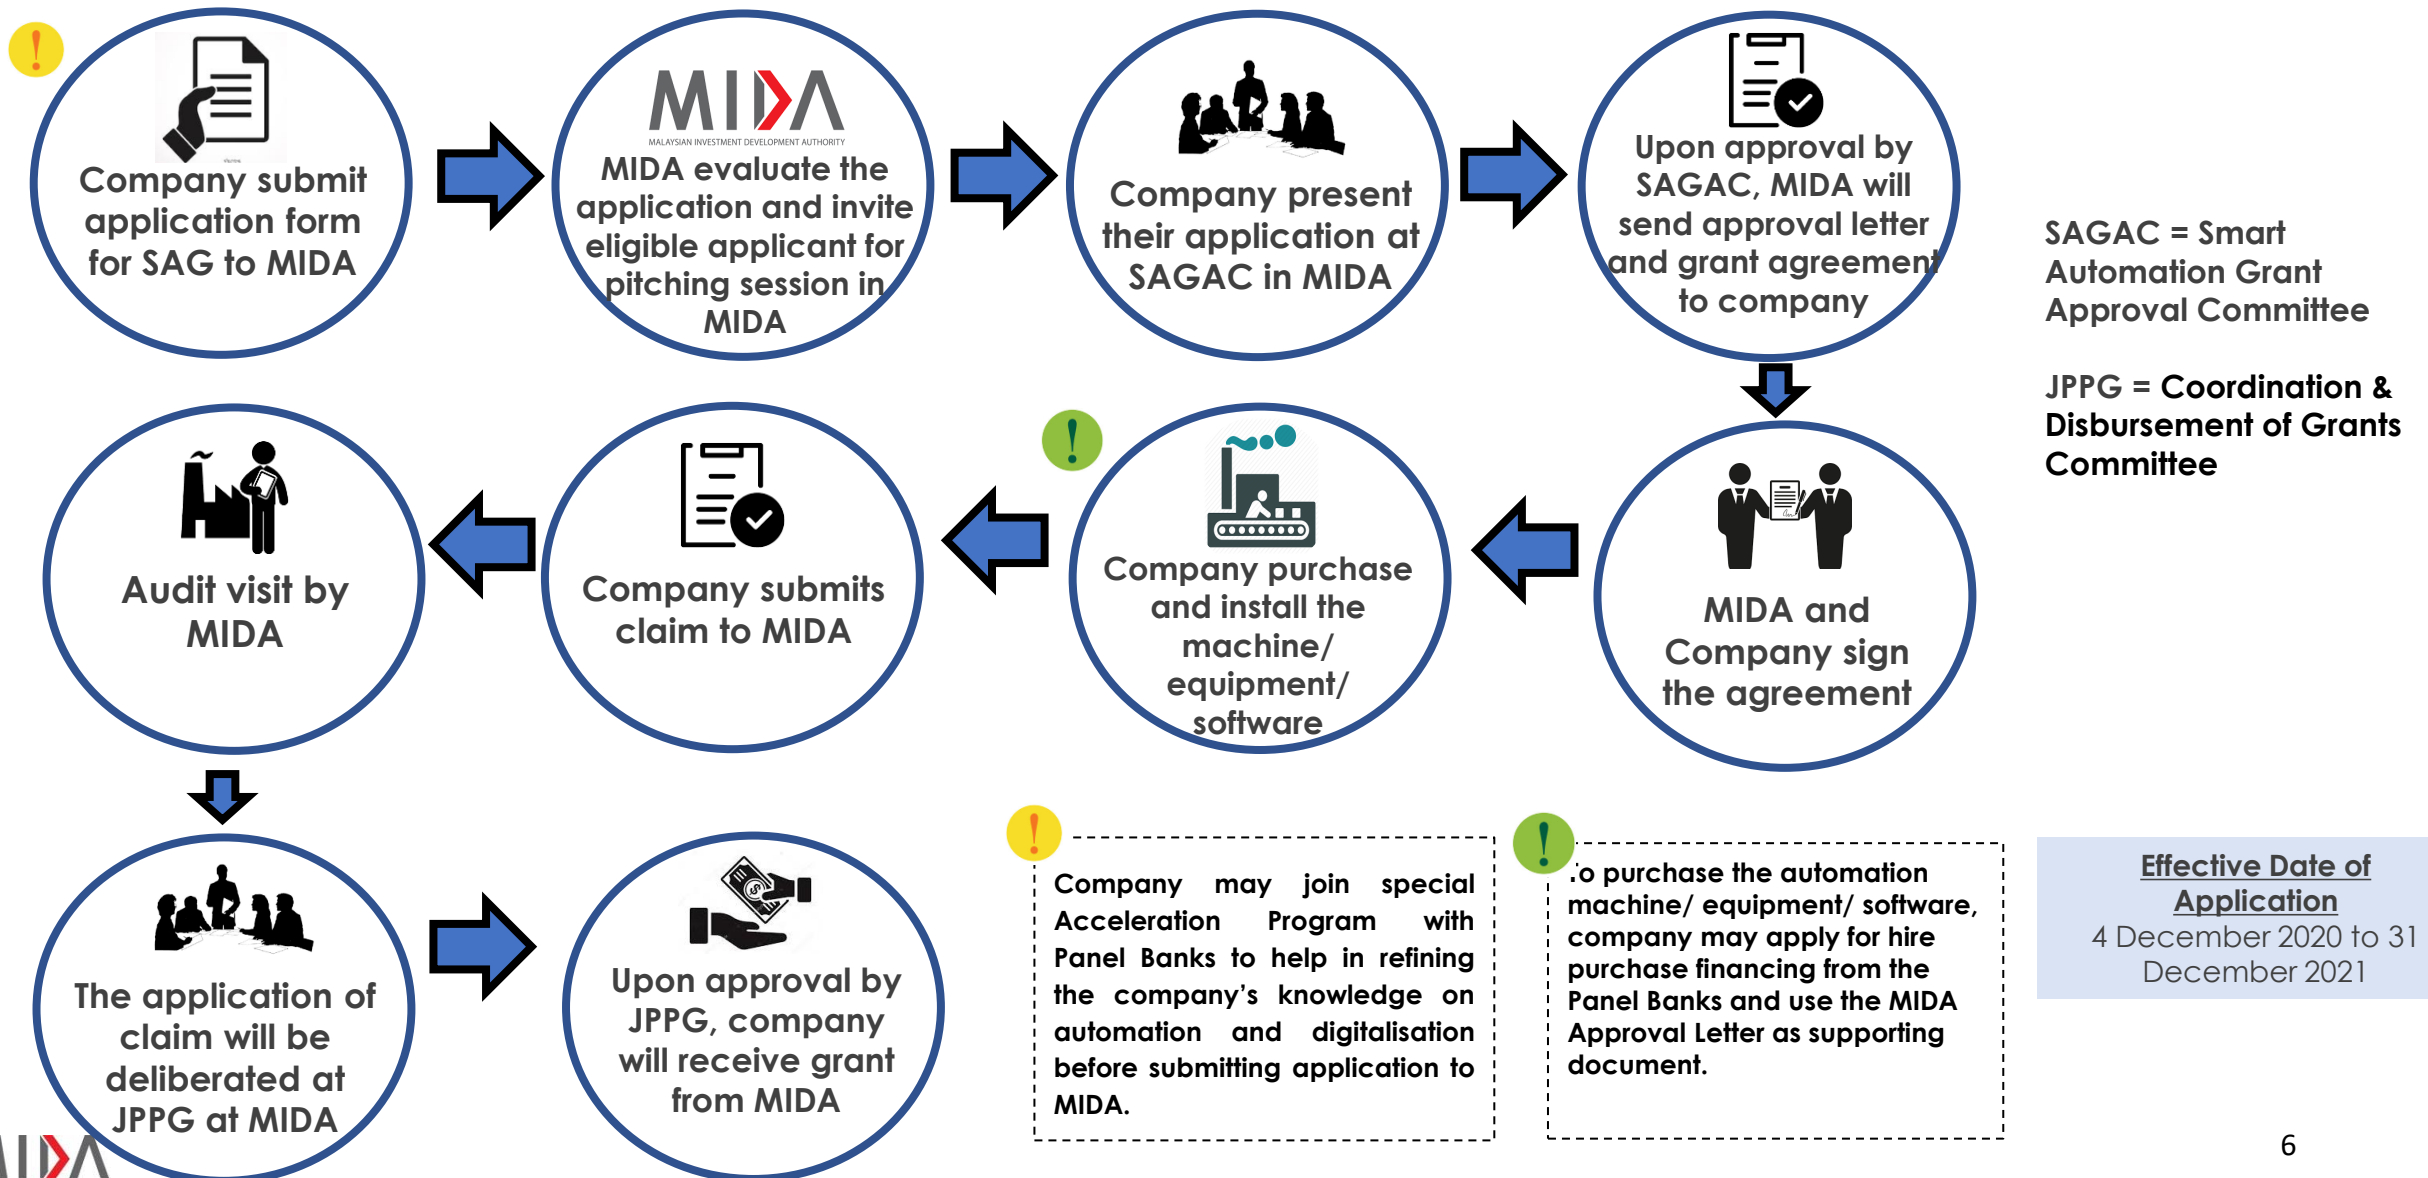 Company submit
application form
for SAG to MIDA
MIDA
MALAYSIAN INVESTMENT DEVELOPMENT AUTHORITY
MIDA evaluate the
application and invite
eligible applicant for
pitching session in
MIDA
Company present
their application at
SAGAC in MIDA
Upon approval by
SAGAC, MIDA will
send approval letter
and grant agreement
to company
SAGAC = Smart
Automation Grant
Approval Committee
JPPG = Coordination &
Disbursement of Grants
Committee
MIDA and
Company sign
the agreement
Company purchase
and install the
machine/
equipment/
software
Company submits
claim to MIDA
Audit visit by
MIDA
The application of
claim will be
deliberated at
JPPG at MIDA
Upon approval by
JPPG, company
will receive grant
from MIDA
Company may join special
Acceleration Program with
Panel Banks to help in refining
the company's knowledge on
automation and digitalisation
before submitting application to
MIDA.
To purchase the automation
machine/ equipment/ software,
company may apply for hire
purchase financing from the
Panel Banks and use the MIDA
Approval Letter as supporting
document.
Effective Date of
Application
4 December 2020 to 31
December 2021
MIDA
6